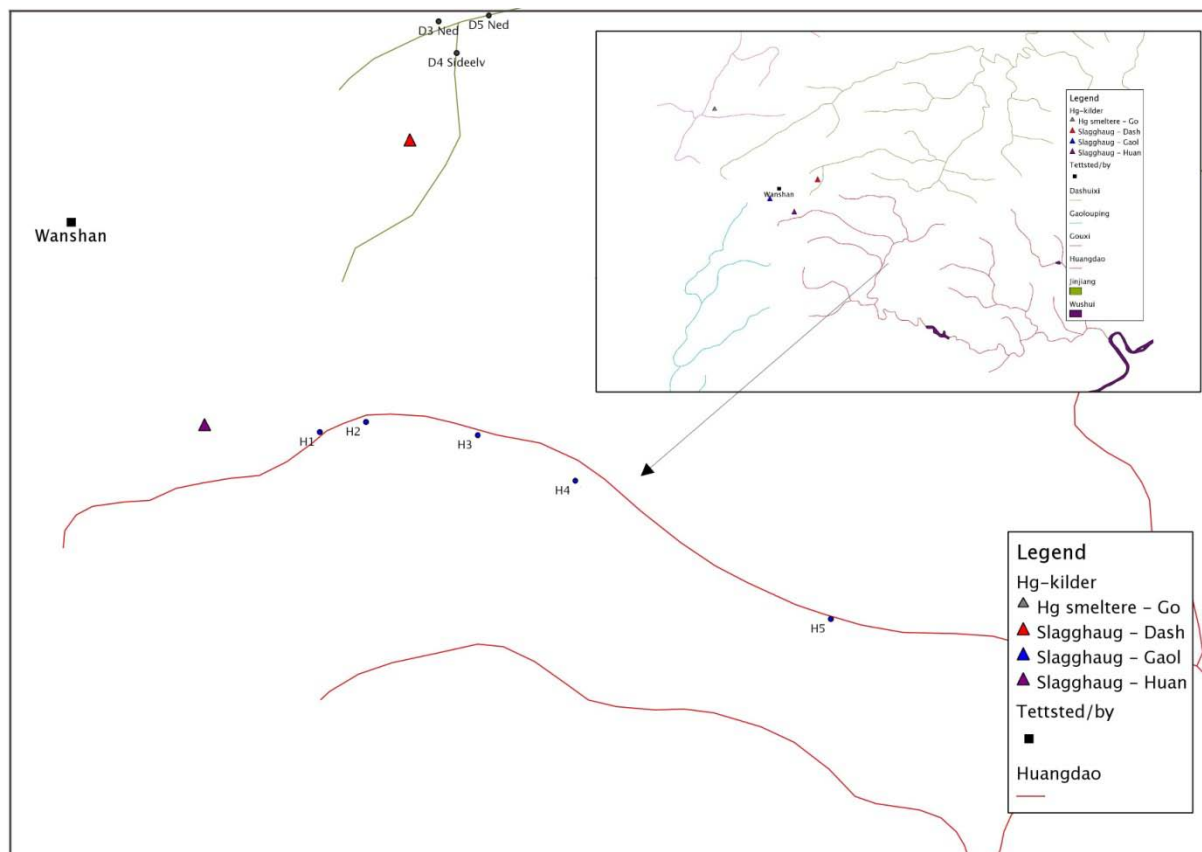 D3 Ned
D5 Ned
D4 Sideelv
Wanshan
H1
H2
H3
H4
H5
Wanshan
Legend
Hg-kilder
Hg smeltere - Go
Slagghaug - Dash
Slagghaug - Gaol
Slagghaug - Huan
Tettsted/by
Dashuixi
Gaolouping
Gouxi
Huangdao
Jinjiang
Wushui
Legend
Hg-kilder
Hg smeltere - Go
Slagghaug - Dash
Slagghaug - Gaol
Slagghaug - Huan
Tettsted/by
Huangdao